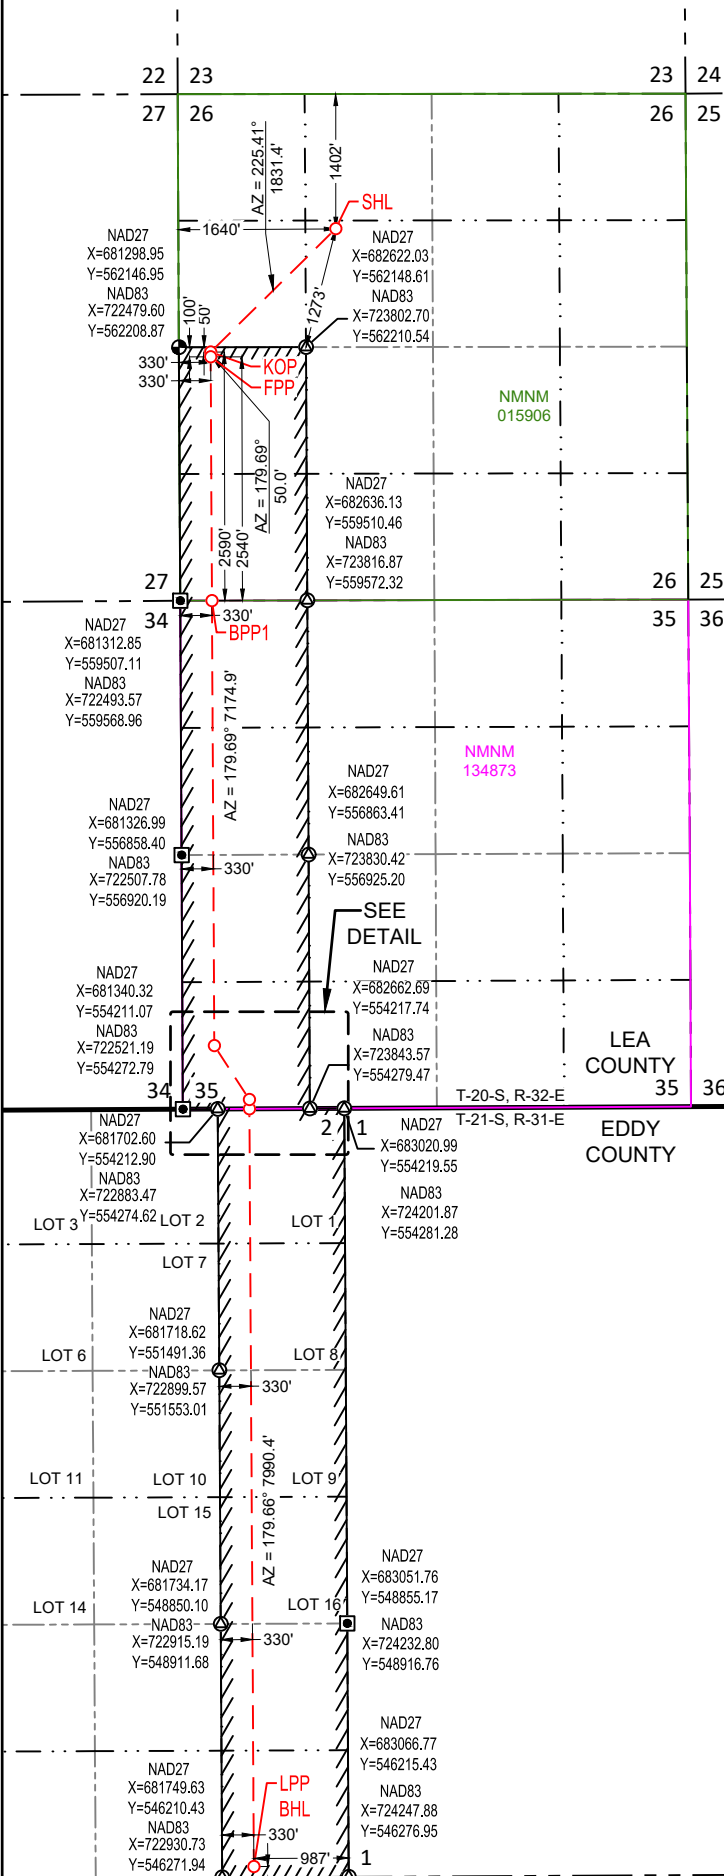 22 23
23 24
27 26
26 25
AZ = 225.41°
1831.4'
1402'
SHL
1640'
NAD27
X=681298.95
Y=562146.95
NAD83
X=722479.60
Y=562208.87
NAD27
X=682622.03
Y=562148.61
NAD83
X=723802.70
Y=562210.54
1273'
100'
50'
330'
330'
KOP
FPP
AZ = 179.69°
50.0'
2590'
2540'
NMNM
015906
NAD27
X=682636.13
Y=559510.46
NAD83
X=723816.87
Y=559572.32
27
34
26 25
35 36
330'
BPP1
NAD27
X=681312.85
Y=559507.11
NAD83
X=722493.57
Y=559568.96
AZ = 179.69° 7174.9'
NMNM
134873
NAD27
X=682649.61
Y=556863.41
NAD83
X=723830.42
Y=556925.20
NAD27
X=681326.99
Y=556858.40
NAD83
X=722507.78
Y=556920.19
330'
SEE
DETAIL
NAD27
X=681340.32
Y=554211.07
NAD83
X=722521.19
Y=554272.79
NAD27
X=682662.69
Y=554217.74
NAD83
X=723843.57
Y=554279.47
LEA
COUNTY
34 35
35 36
T-20-S, R-32-E
T-21-S, R-31-E
2 1
EDDY
COUNTY
NAD27
X=681702.60
Y=554212.90
NAD83
X=722883.47
Y=554274.62
NAD27
X=683020.99
Y=554219.55
NAD83
X=724201.87
Y=554281.28
LOT 3
LOT 2
LOT 1
LOT 7
NAD27
X=681718.62
Y=551491.36
NAD83
X=722899.57
Y=551553.01
LOT 6
LOT 8
330'
AZ = 179.66° 7990.4'
LOT 11
LOT 10
LOT 9
LOT 15
NAD27
X=681734.17
Y=548850.10
NAD83
X=722915.19
Y=548911.68
NAD27
X=683051.76
Y=548855.17
NAD83
X=724232.80
Y=548916.76
LOT 14
LOT 16
330'
NAD27
X=683066.77
Y=546215.43
NAD83
X=724247.88
Y=546276.95
NAD27
X=681749.63
Y=546210.43
NAD83
X=722930.73
Y=546271.94
LPP
BHL
330'
987'
1